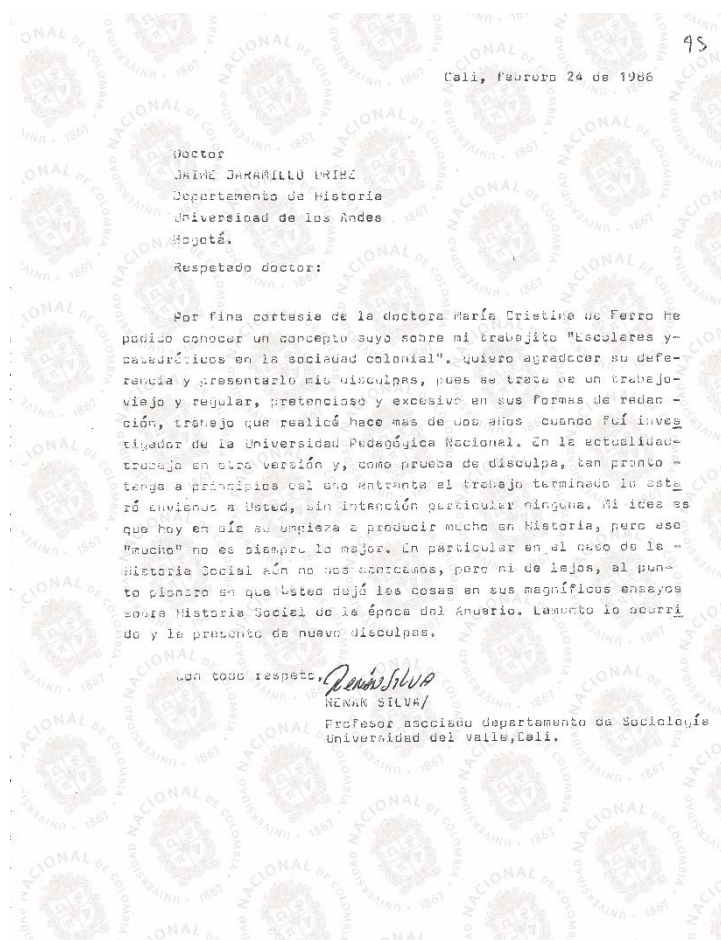 95
Cali, febrero 24 de 1986
Doctor
JAIME JARAMILLO URIBE
Departamento de Historia
Universidad de los Andes
Bogotá.
Respetado doctor:
Por fina cortesía de la doctora María Cristina de Ferro he
podido conocer un concepto suyo sobre mi trabajito "Escolares y-
catedráticos en la sociedad colonial". Quiero agradecer su defe-
rencia y presentarle mis disculpas, pues se trata de un trabajo-
viejo y regular, pretencioso y excesivo en sus formas de redac -
ción, trabajo que realicé hace mas de dos años cuando fuí inves
tigador de la Universidad Pedagógica Nacional. En la actualidad-
trabajo en otra versión y, como prueba de disculpa, tan pronto -
tenga a principios del año entrante el trabajo terminado lo esta
ré enviando a Usted, sin intención particular ninguna. Mi idea es
que hoy en día se empieza a producir mucho en Historia, pero ese
"mucho" no es siempre lo mejor. En particular en el caso de la -
Historia Social aún no nos acercamos, pero ni de lejos, al pun-
to pionero en que Usted dejó las cosas en sus magníficos ensayos
sobre Historia Social de la época del Anuario. Lamento lo ocurri
do y le presento de nuevo disculpas.
Con todo respeto, Renán Silva
RENAN SILVA/
Profesor asociado departamento de Sociología
Universidad del Valle,Cali.
UNIVERSIDAD NACIONAL DE COLOMBIA
1867